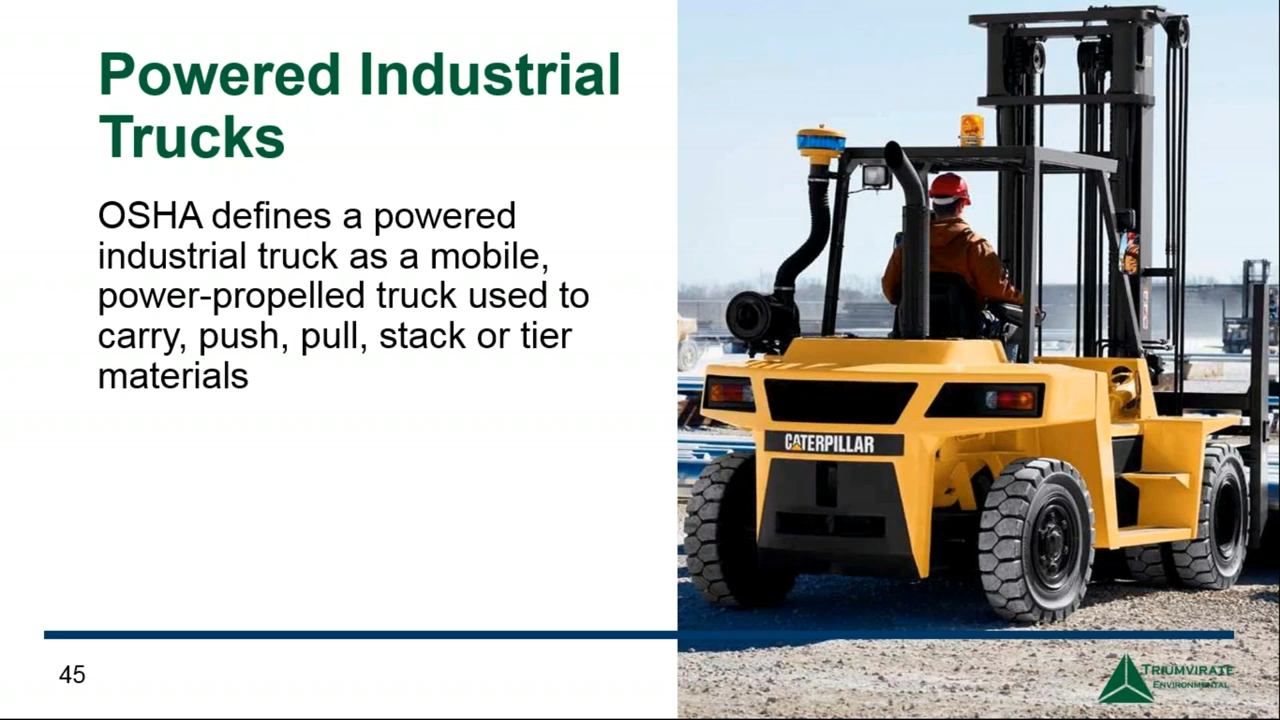 Powered Industrial
Trucks
OSHA defines a powered
industrial truck as a mobile,
power-propelled truck used to
carry, push, pull, stack or tier
materials
CATERPILLAR
45
TRIUMVIRATE
ENVIRONMENTAL